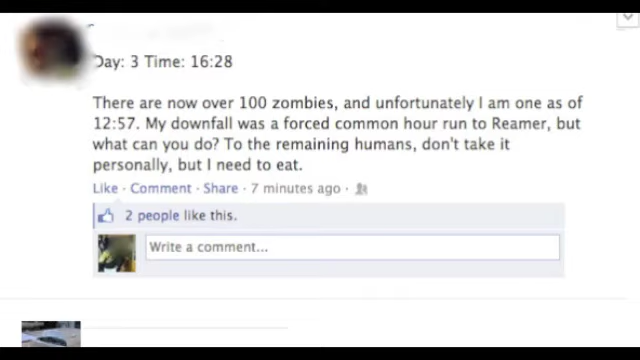 Day: 3 Time: 16:28
There are now over 100 zombies, and unfortunately I am one as of
12:57. My downfall was a forced common hour run to Reamer, but
what can you do? To the remaining humans, don't take it
personally, but I need to eat.
Like · Comment · Share · 7 minutes ago ·
2 people like this.
Write a comment...